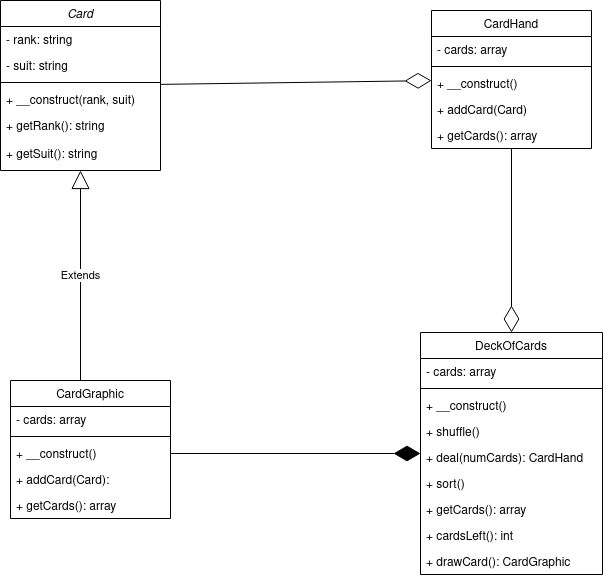 Card
- rank: string
- suit: string
+ __construct(rank, suit)
+ getRank(): string
+ getSuit(): string
CardHand
- cards: array
+ __construct()
+ addCard(Card)
+ getCards(): array
Extends
CardGraphic
- cards: array
+ __construct()
+ addCard(Card):
+ getCards(): array
DeckOfCards
- cards: array
+ __construct()
+ shuffle()
+ deal(numCards): CardHand
+ sort()
+ getCards(): array
+ cardsLeft(): int
+ drawCard(): CardGraphic